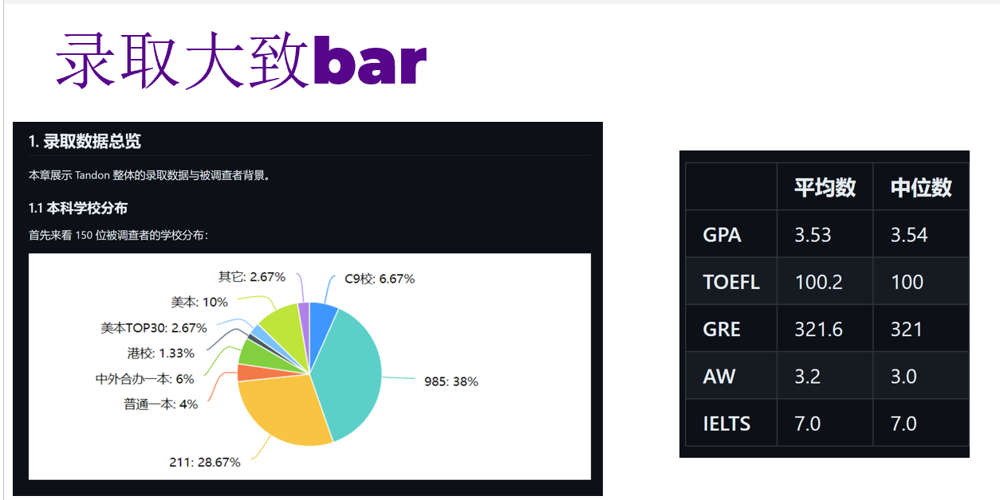 录取大致bar
1. 录取数据总览
本章展示 Tandon 整体的录取数据与被调查者背景。
1.1 本科学校分布
首先来看 150 位被调查者的学校分布：
其它: 2.67%
C9校: 6.67%
美本: 10%
美本TOP30: 2.67%
港校: 1.33%
中外合办一本: 6%
985: 38%
普通一本: 4%
211: 28.67%
平均数 中位数
GPA 3.53 3.54
TOEFL 100.2 100
GRE 321.6 321
AW 3.2 3.0
IELTS 7.0 7.0